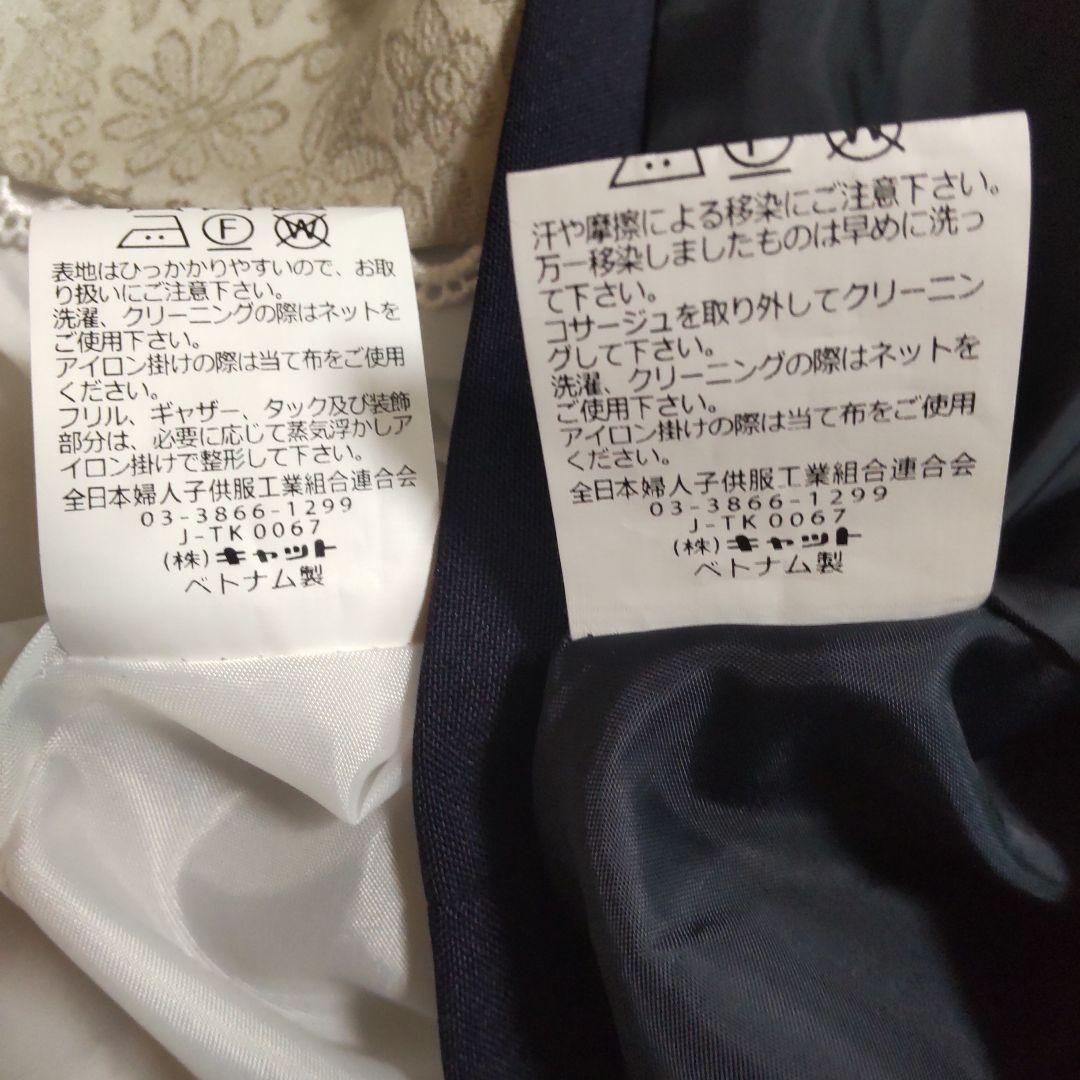 F W
表地はひっかかりやすいので、お取
り扱いにご注意下さい。
洗濯、クリーニングの際はネットを
ご使用下さい。
アイロン掛けの際は当て布をご使用
ください。
フリル、ギャザー、タック及び装飾
部分は、必要に応じて蒸気浮かしア
イロン掛けで整形して下さい。
全日本婦人子供服工業組合連合会
03-3866-1299
J-TK0067
(株)キャット
ベトナム製
F W
汗や摩擦による移染にご注意下さい。
万一移染しましたものは早めに洗っ
て下さい。
コサージュを取り外してクリーニン
グして下さい。
洗濯、クリーニングの際はネットを
ご使用下さい。
アイロン掛けの際は当て布をご使用
ください。
全日本婦人子供服工業組合連合会
03-3866-1299
J-TK0067
(株)キャット
ベトナム製